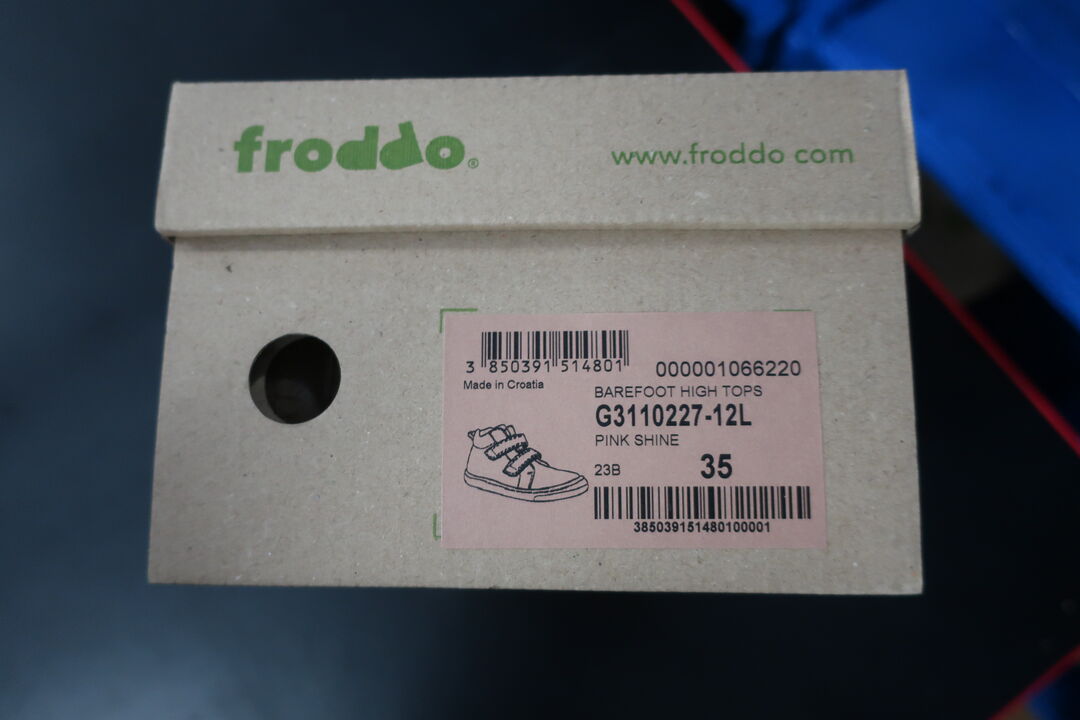 froddo®
www.froddo com
3 850391 514801
000001066220
Made in Croatia
BAREFOOT HIGH TOPS
G3110227-12L
PINK SHINE
23B 35
385039151480100001